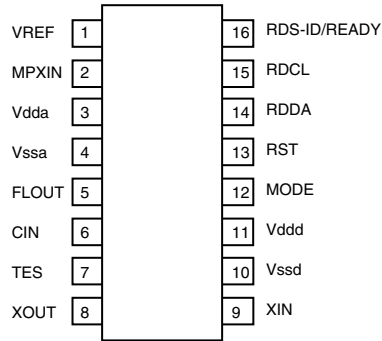 VREF 1 16 RDS-ID/READY
MPXIN 2 15 RDCL
Vdda 3 14 RDDA
Vssa 4 13 RST
FLOUT 5 12 MODE
CIN 6 11 Vddd
TES 7 10 Vssd
XOUT 8 9 XIN